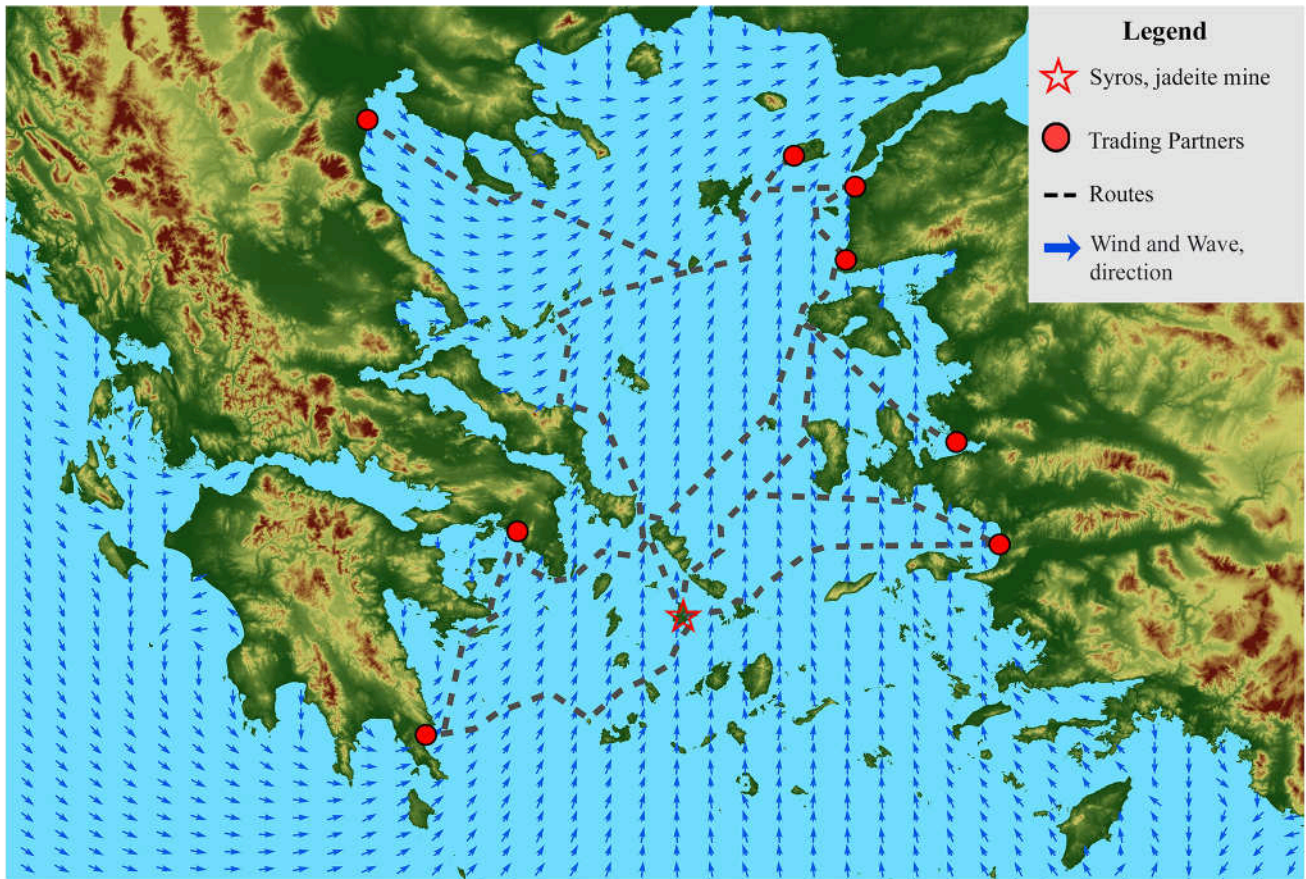 Legend
Syros, jadeite mine
Trading Partners
Routes
Wind and Wave,
direction